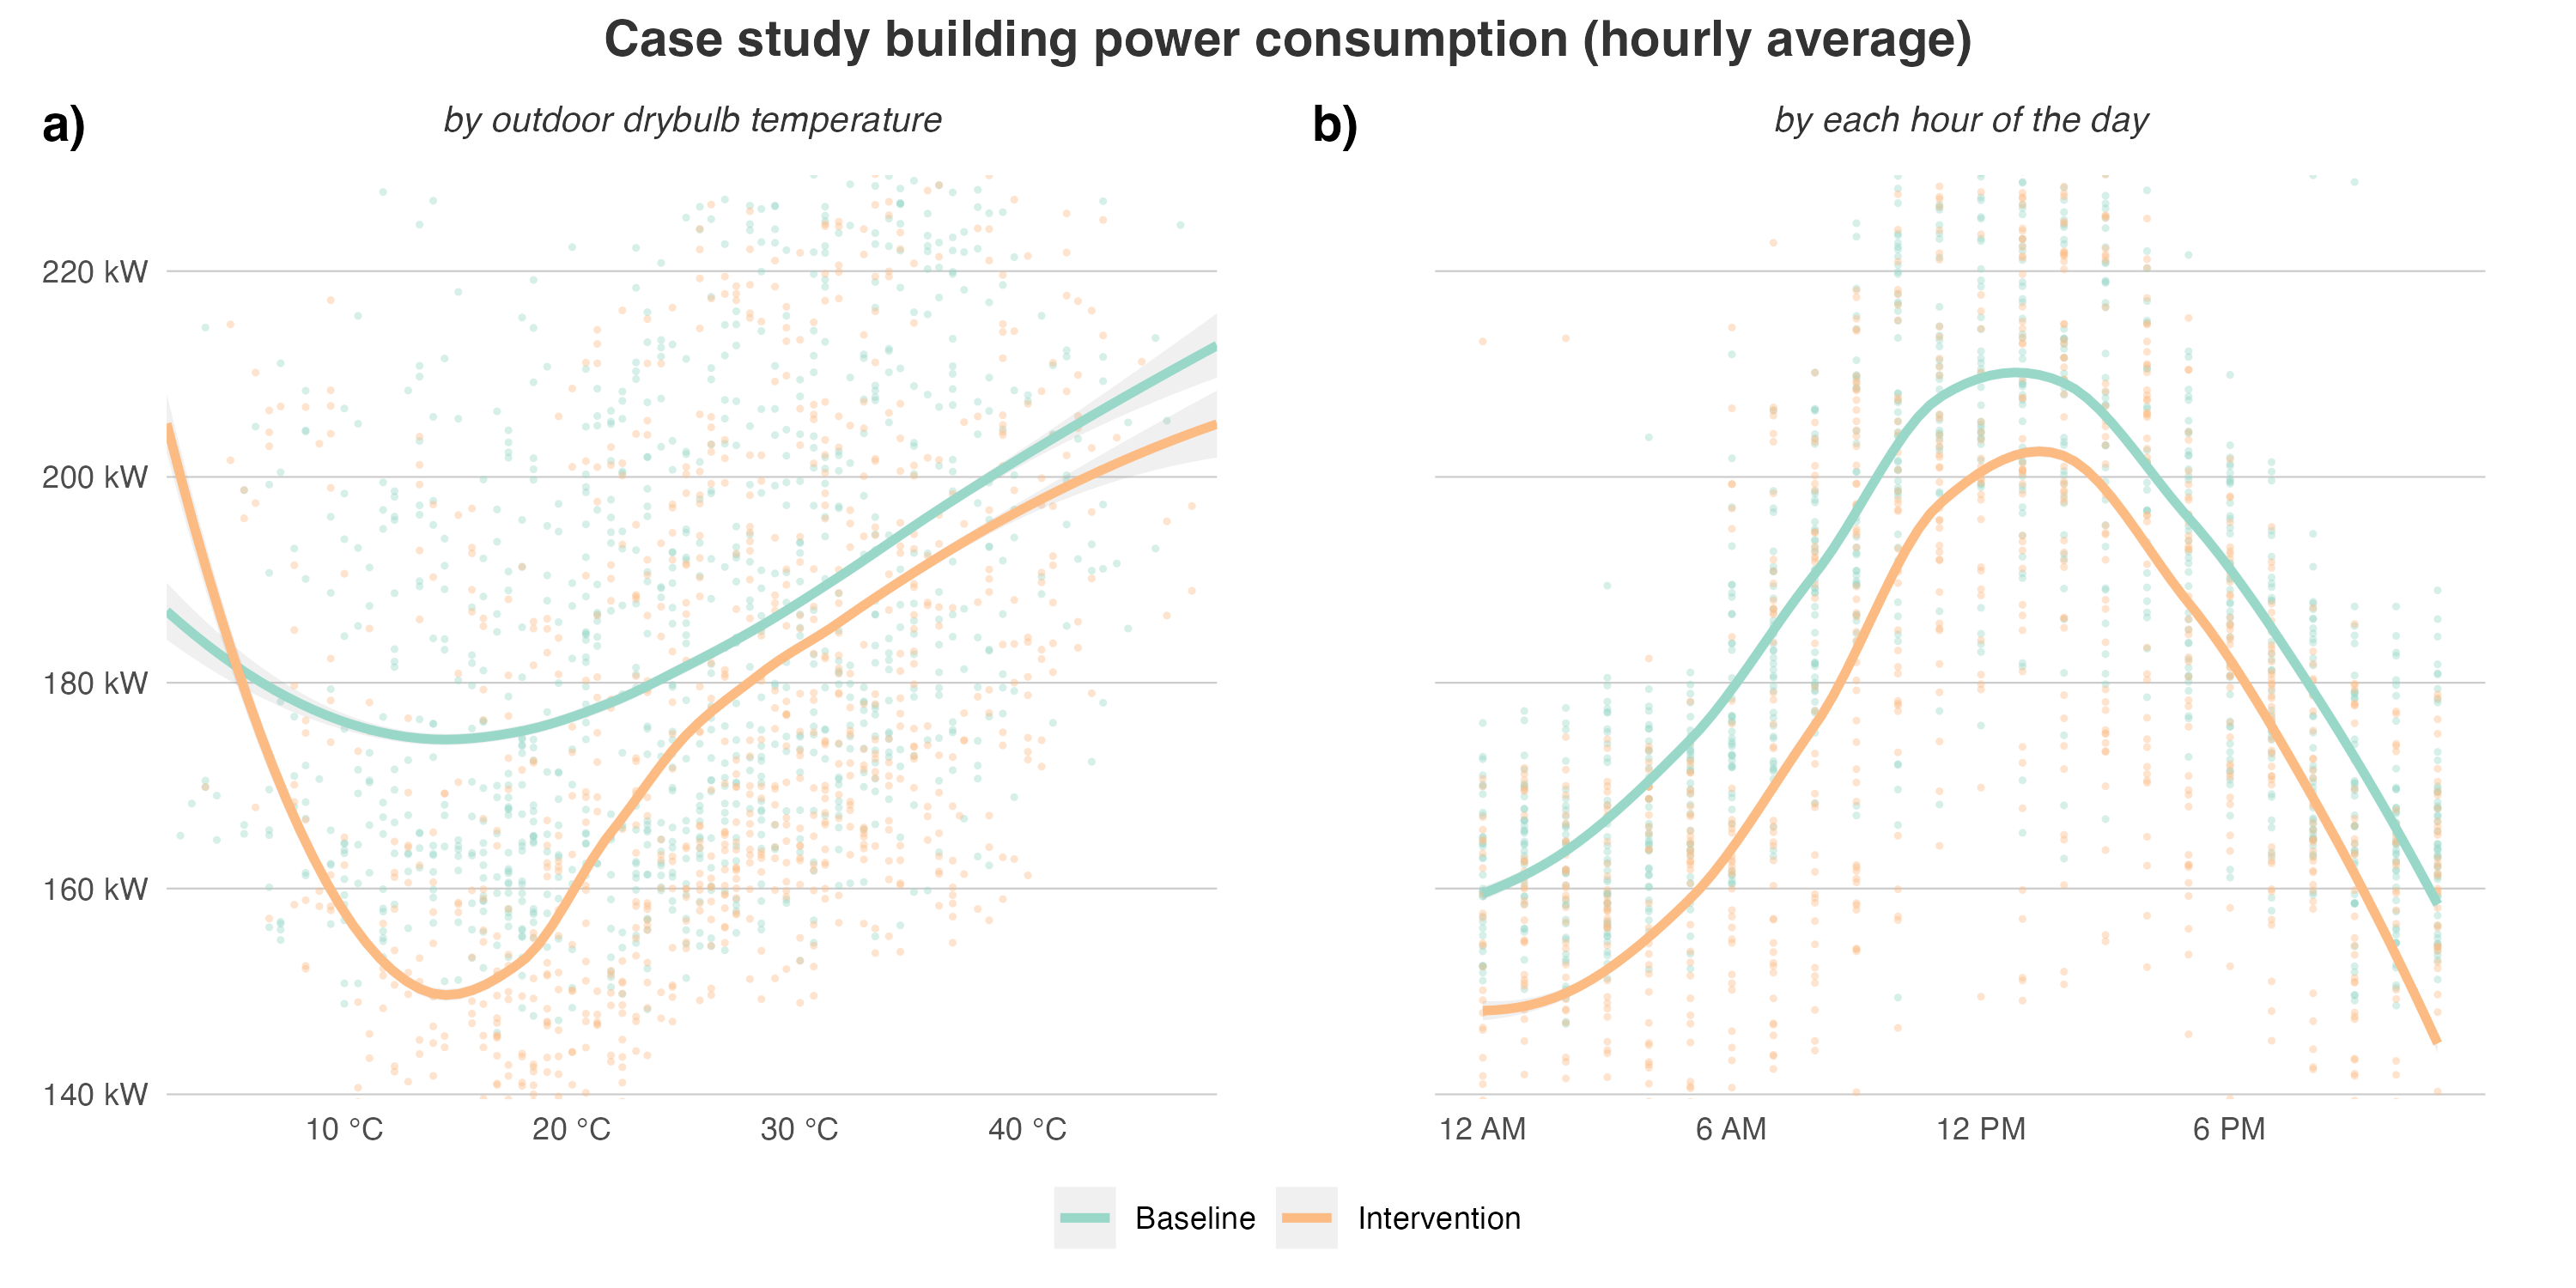 Case study building power consumption (hourly average)
a)
by outdoor drybulb temperature
220 kW
200 kW
180 kW
160 kW
140 kW
10 °C
20 °C
30 °C
40 °C
b)
by each hour of the day
12 AM
6 AM
12 PM
6 PM
Baseline
Intervention